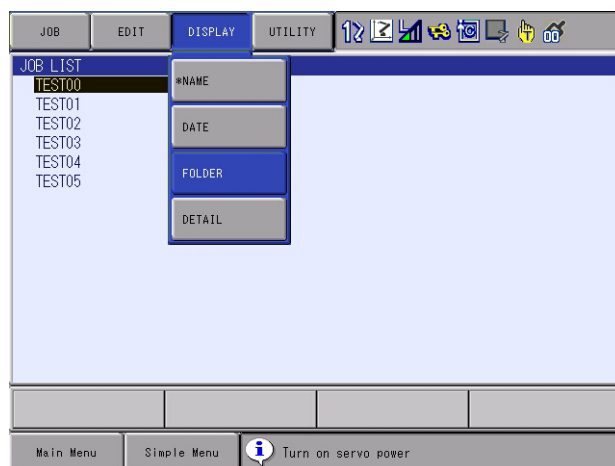 JOB EDIT DISPLAY UTILITY
JOB LIST
TEST00
TEST01
TEST02
TEST03
TEST04
TEST05
*NAME
DATE
FOLDER
DETAIL
Main Menu Simple Menu Turn on servo power